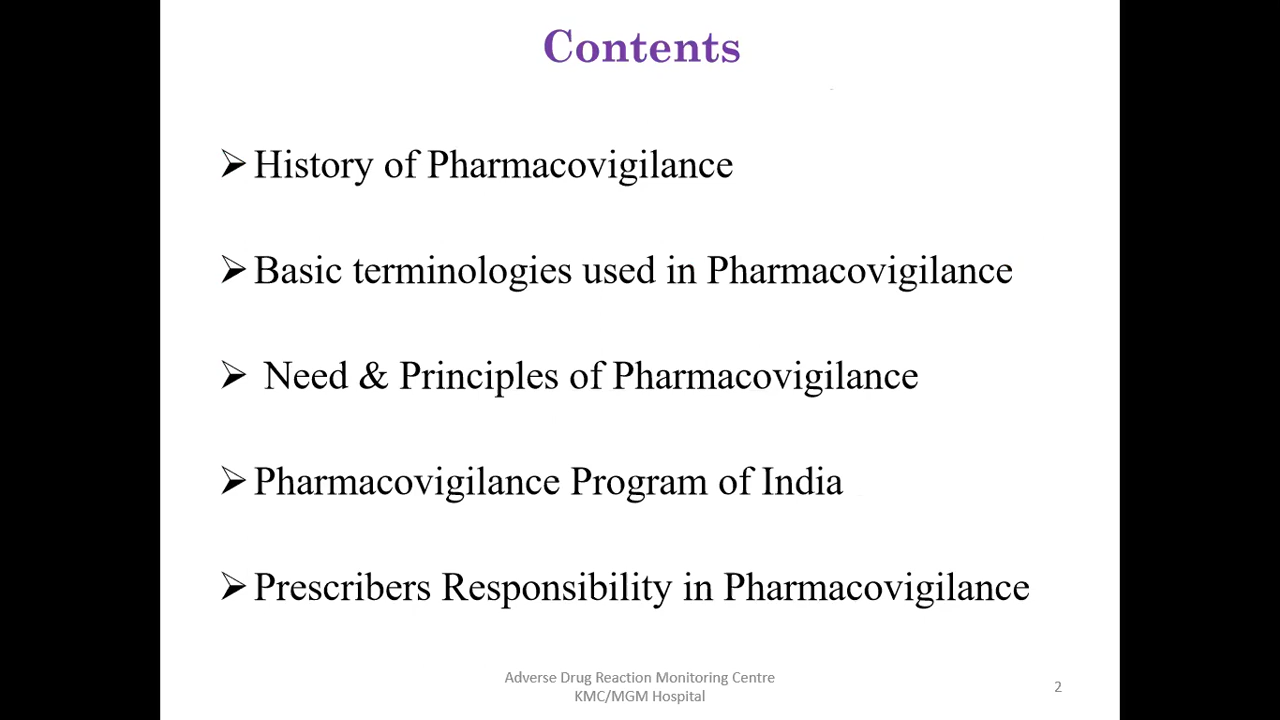 Contents
➢History of Pharmacovigilance
➢Basic terminologies used in Pharmacovigilance
➢ Need & Principles of Pharmacovigilance
➢Pharmacovigilance Program of India
➢Prescribers Responsibility in Pharmacovigilance
Adverse Drug Reaction Monitoring Centre
KMC/MGM Hospital
2